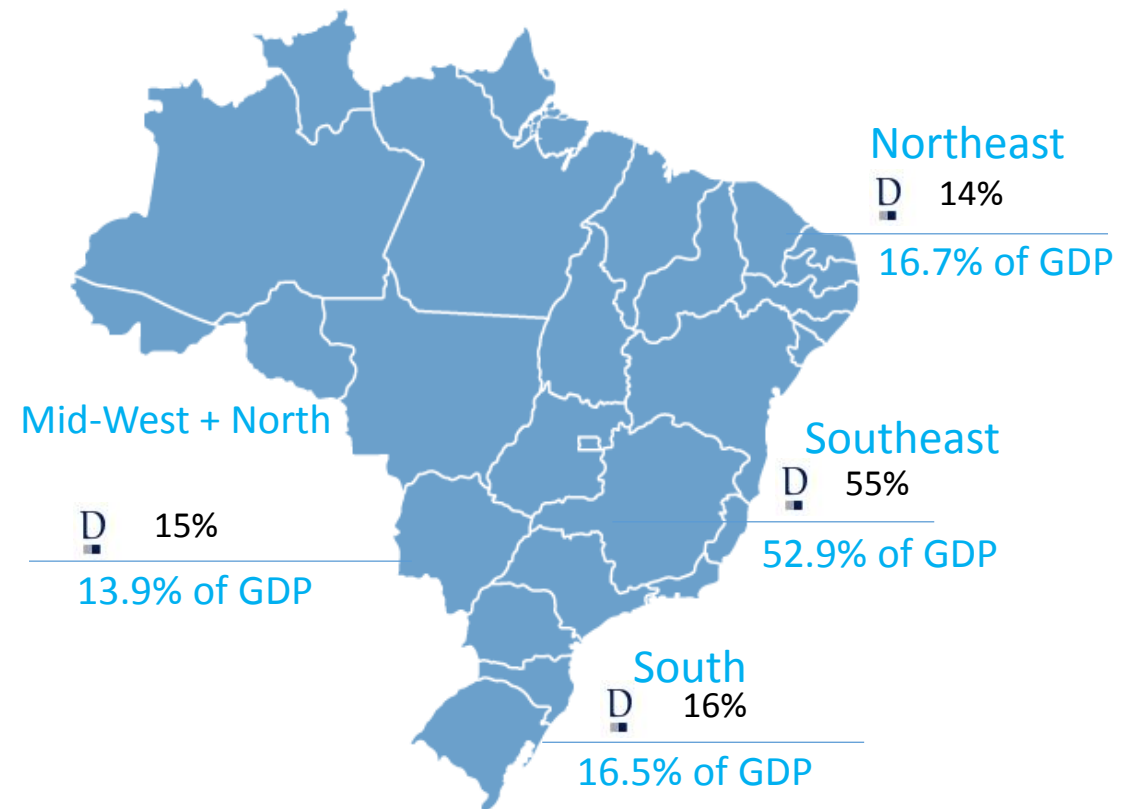 Northeast
D 14%
16.7% of GDP
Mid-West + North
D 15%
13.9% of GDP
Southeast
D 55%
52.9% of GDP
South
D 16%
16.5% of GDP